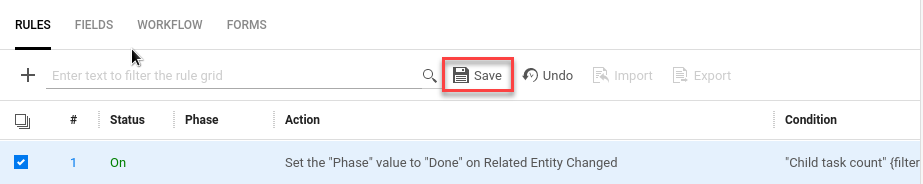 RULES FIELDS WORKFLOW FORMS
Enter text to filter the rule grid Save Undo Import Export
# Status Phase Action Condition
1 On Set the "Phase" value to "Done" on Related Entity Changed "Child task count" {filter